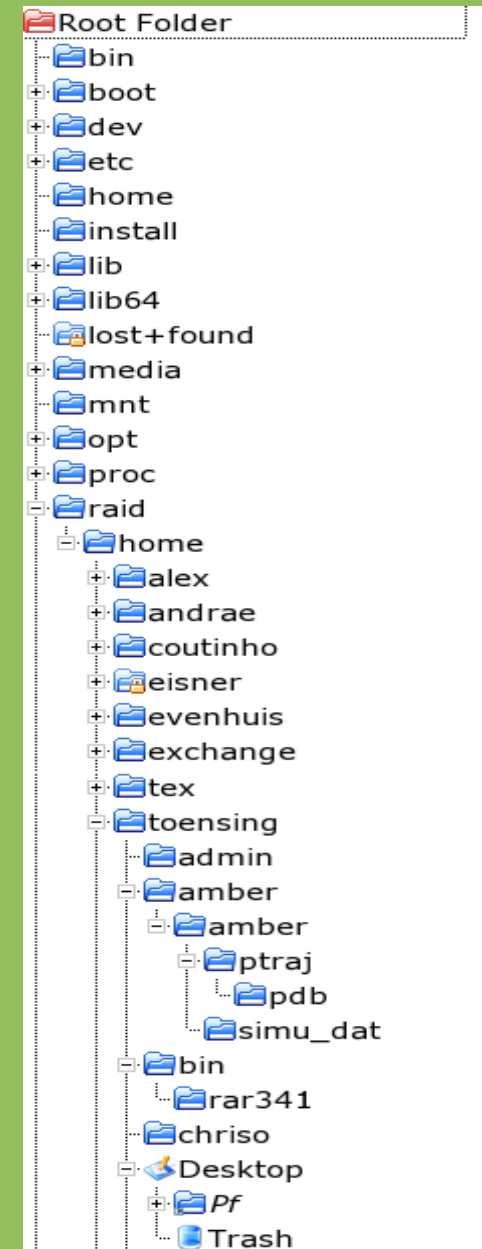 Root Folder
bin
boot
dev
etc
home
install
lib
lib64
lost+found
media
mnt
opt
proc
raid
home
alex
andrae
coutinho
eisner
evenhuis
exchange
tex
toensing
admin
amber
amber
ptraj
pdb
simu_dat
bin
rar341
chriso
Desktop
Pf
Trash